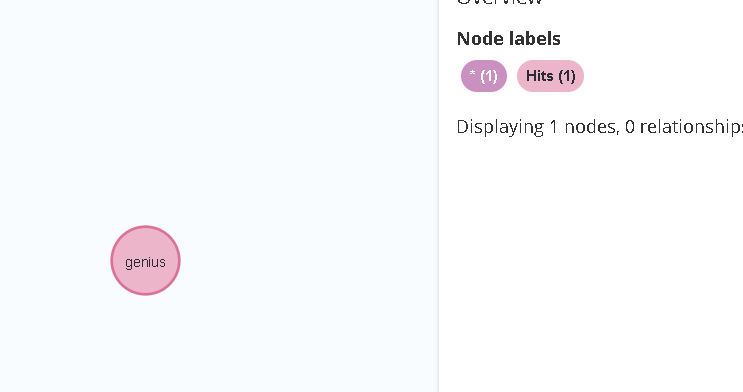 Overview
Node labels
* (1) Hits (1)
Displaying 1 nodes, 0 relationships
genius